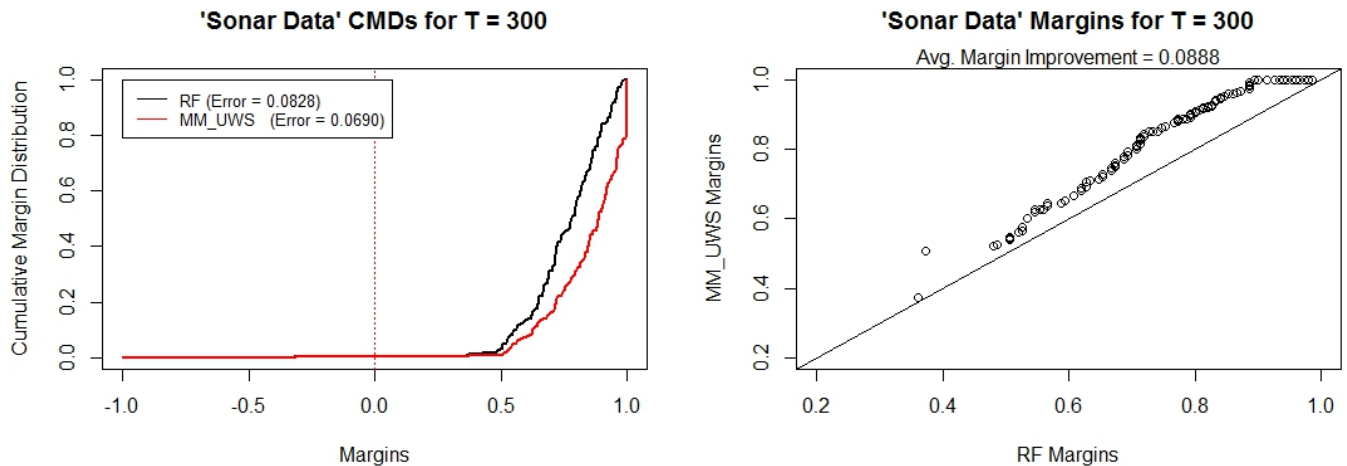 'Sonar Data' CMDs for T = 300
RF (Error = 0.0828)
MM_UWS (Error = 0.0690)
Cumulative Margin Distribution
1.0
0.8
0.6
0.4
0.2
0.0
-1.0 -0.5 0.0 0.5 1.0
Margins
'Sonar Data' Margins for T = 300
Avg. Margin Improvement = 0.0888
MM_UWS Margins
1.0
0.8
0.6
0.4
0.2
0.2 0.4 0.6 0.8 1.0
RF Margins